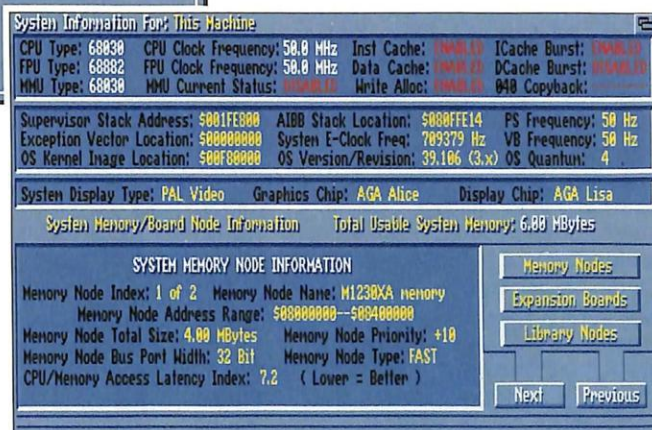 System Information For: This Machine
CPU Type: 68030 CPU Clock Frequency: 50.0 MHz Inst Cache: ENABLED ICache Burst: ENABLED
FPU Type: 68882 FPU Clock Frequency: 50.0 MHz Data Cache: ENABLED DCache Burst: DISABLED
MMU Type: 68030 MMU Current Status: DISABLED Write Alloc: ENABLED 040 Copyback: --------
Supervisor Stack Address: $001FE800 AIBB Stack Location: $080FFE14 PS Frequency: 50 Hz
Exception Vector Location: $00000000 System E-Clock Freq: 709379 Hz VB Frequency: 50 Hz
OS Kernel Image Location: $00F80000 OS Version/Revision: 39.106 (3.x) OS Quantum: 4
System Display Type: PAL Video Graphics Chip: AGA Alice Display Chip: AGA Lisa
System Memory/Board Node Information Total Usable System Memory: 6.00 MBytes
SYSTEM MEMORY NODE INFORMATION
Memory Node Index: 1 of 2 Memory Node Name: M1230XA memory
Memory Node Address Range: $08000000--$08400000
Memory Node Total Size: 4.00 MBytes Memory Node Priority: +10
Memory Node Bus Port Width: 32 Bit Memory Node Type: FAST
CPU/Memory Access Latency Index: 7.2 ( Lower = Better )
Memory Nodes
Expansion Boards
Library Nodes
Next Previous